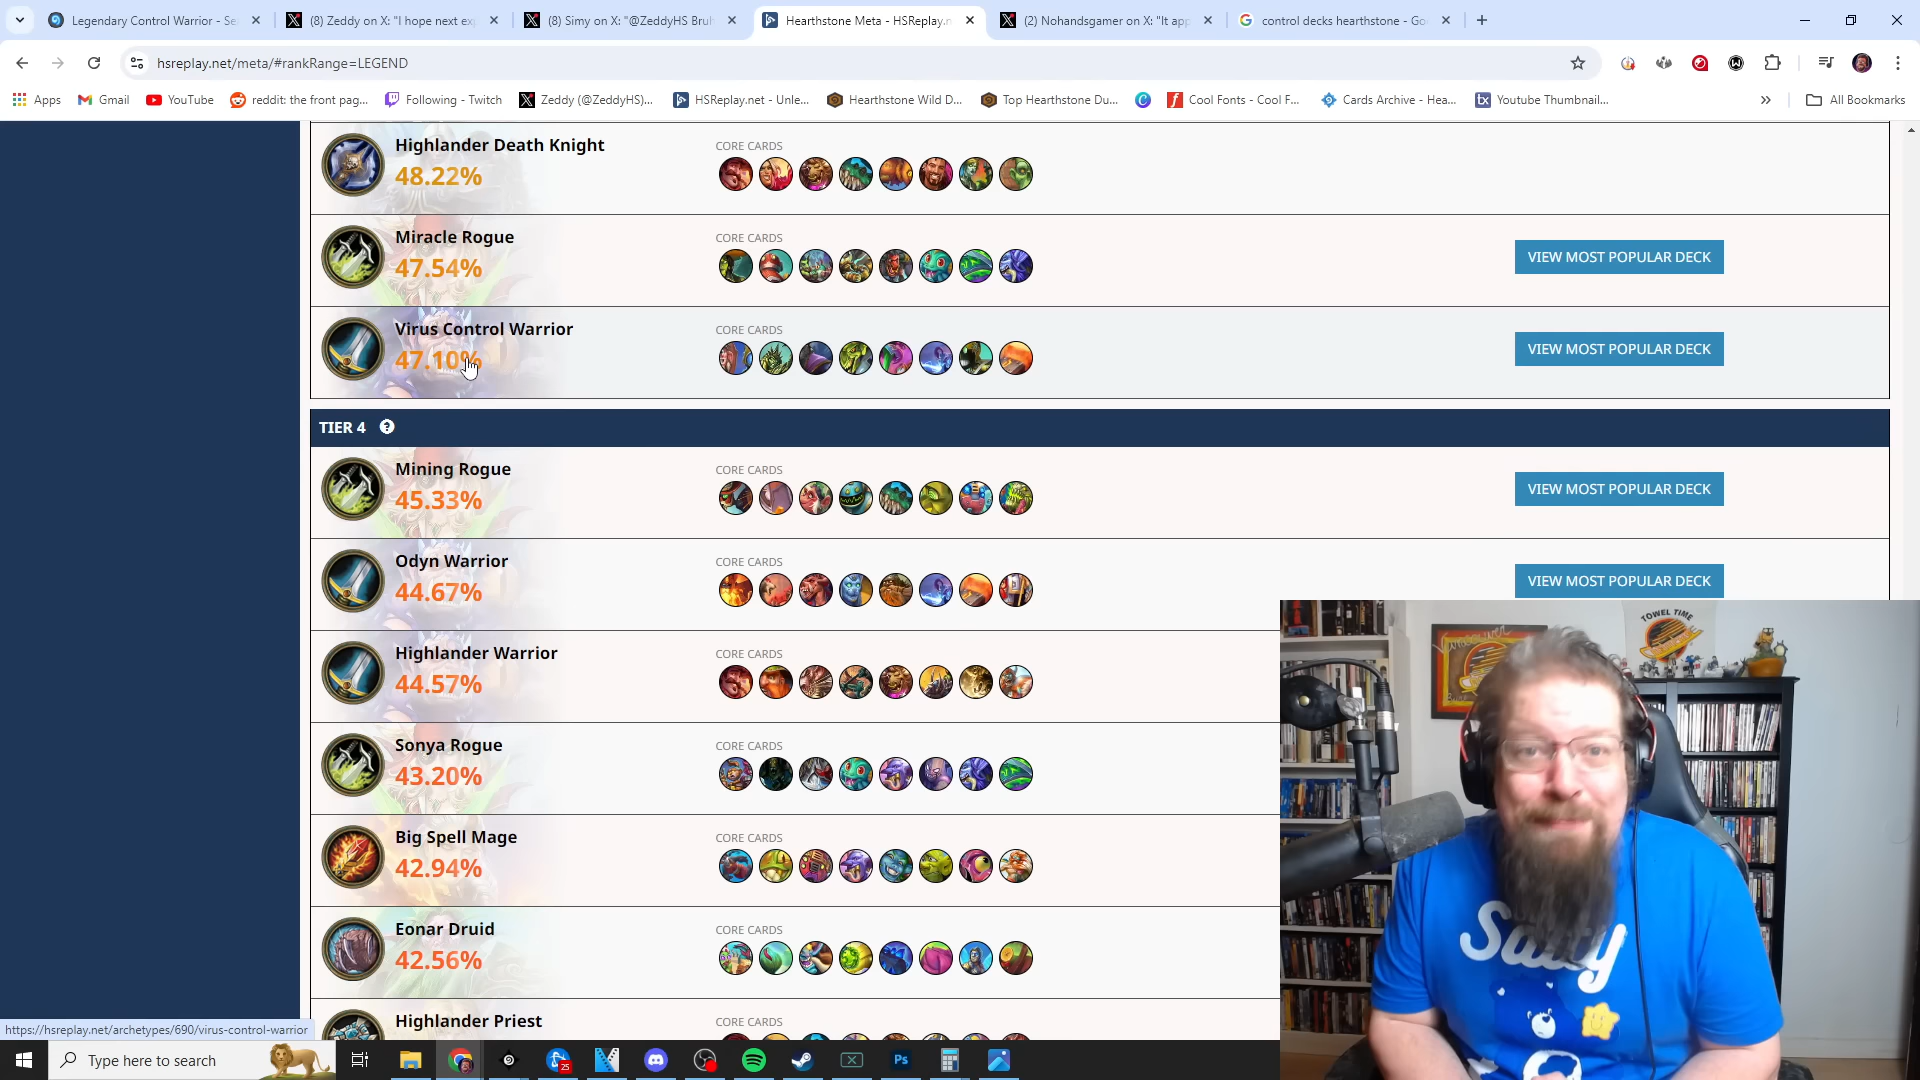 Legendary Control Warrior - Se
(8) Zeddy on X: "I hope next ex
(8) Simy on X: "@ZeddyHS Bruh
Hearthstone Meta - HSReplay.n
(2) Nohandsgamer on X: "It app
control decks hearthstone - Goo
hsreplay.net/meta/#rankRange=LEGEND
Apps
Gmail
YouTube
reddit: the front pag...
Following - Twitch
Zeddy (@ZeddyHS)...
HSReplay.net - Unle...
Hearthstone Wild D...
Top Hearthstone Du...
Cool Fonts - Cool F...
Cards Archive - Hea...
Youtube Thumbnail...
All Bookmarks
Highlander Death Knight
48.22%
CORE CARDS
Miracle Rogue
47.54%
CORE CARDS
VIEW MOST POPULAR DECK
Virus Control Warrior
47.10%
CORE CARDS
VIEW MOST POPULAR DECK
TIER 4 ?
Mining Rogue
45.33%
CORE CARDS
VIEW MOST POPULAR DECK
Odyn Warrior
44.67%
CORE CARDS
VIEW MOST POPULAR DECK
Highlander Warrior
44.57%
CORE CARDS
Sonya Rogue
43.20%
CORE CARDS
Big Spell Mage
42.94%
CORE CARDS
Eonar Druid
42.56%
CORE CARDS
Highlander Priest
CORE CARDS
TOWEL TIME
Salty
https://hsreplay.net/archetypes/690/virus-control-warrior
Type here to search
25
Ps